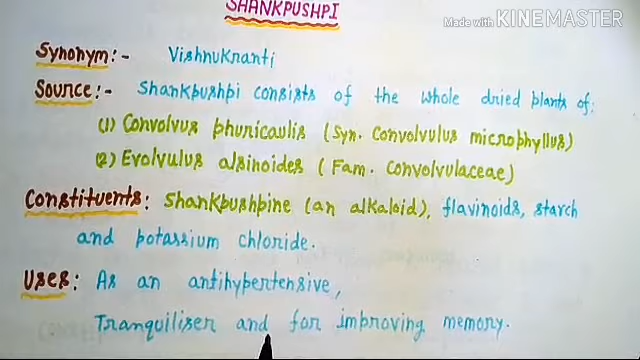 SHANKPUSHPI
Made with KINEMASTER
Synonym:- Vishnukranti
Source:- Shankpushpi consists of the whole dried plants of:
(1) Convolvus phuricaulis (Syn. Convolvulus microphyllus)
(2) Evolvulus alsinoides (Fam. Convolvulaceae)
Constituents: Shankpushpine (an alkaloid), flavinoids, starch
and potassium chloride.
Uses: As an antihypertensive,
Tranquiliser and for improving memory.